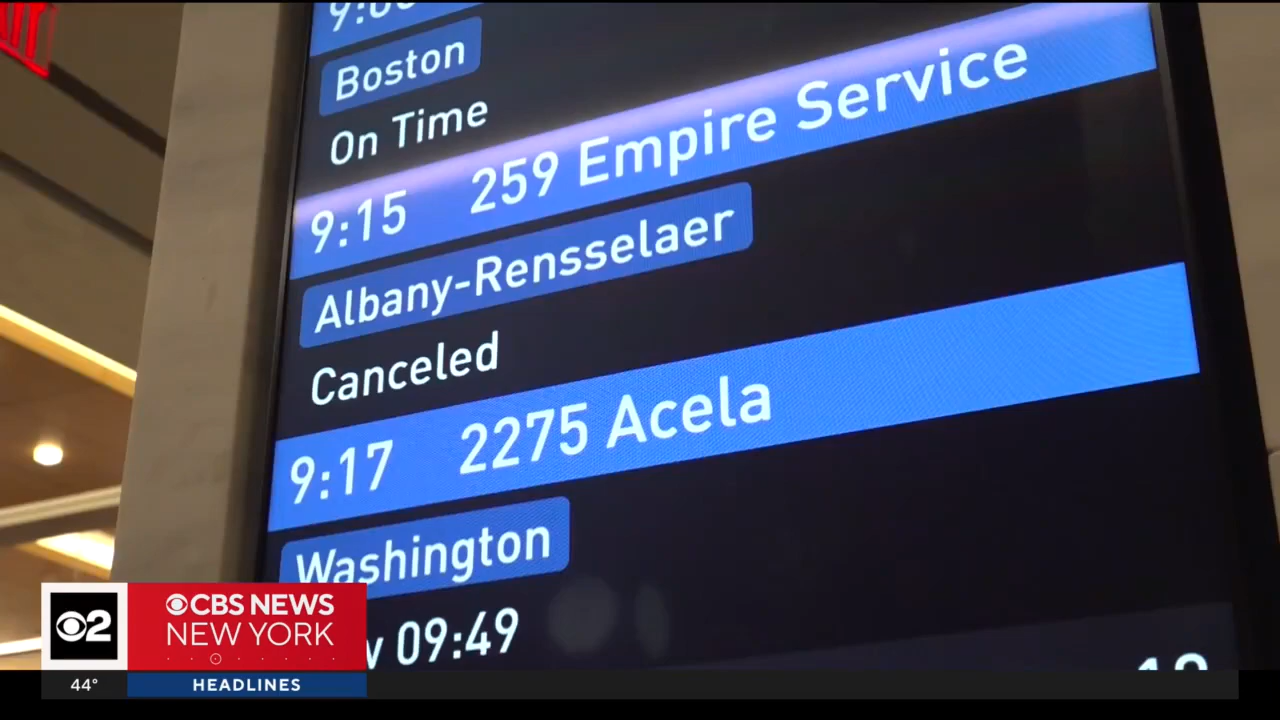 Boston
On Time
9:15 259 Empire Service
Albany-Rensselaer
Canceled
9:17 2275 Acela
Washington
09:49
2
CBS NEWS
NEW YORK
44°
HEADLINES